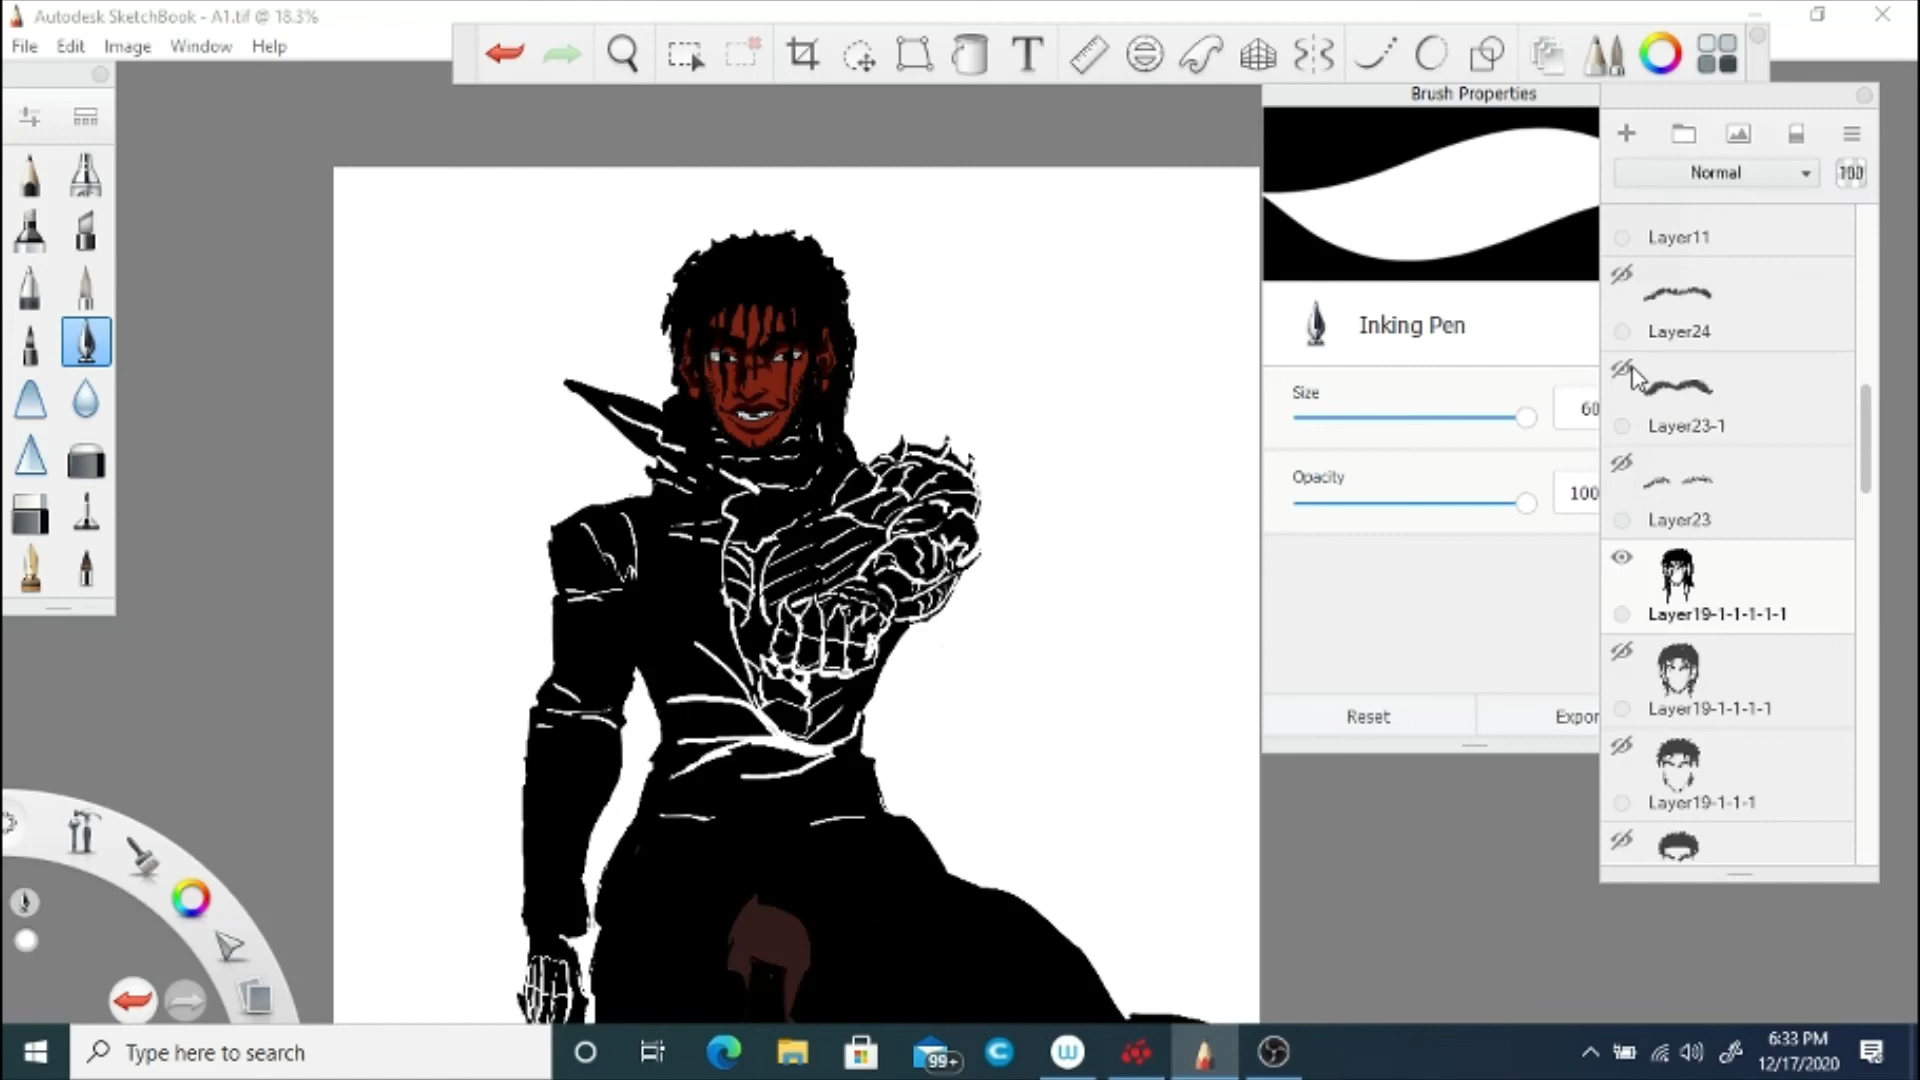 Autodesk SketchBook - A1.tif @ 18.3%
File Edit Image Window Help
T
Brush Properties
Normal 100
Layer11
Layer24
Inking Pen
Size
60
Layer23-1
Opacity
100
Layer23
Layer19-1-1-1-1-1
Layer19-1-1-1-1
Reset Expor
Layer19-1-1-1
Type here to search
99+
6:33 PM
12/17/2020